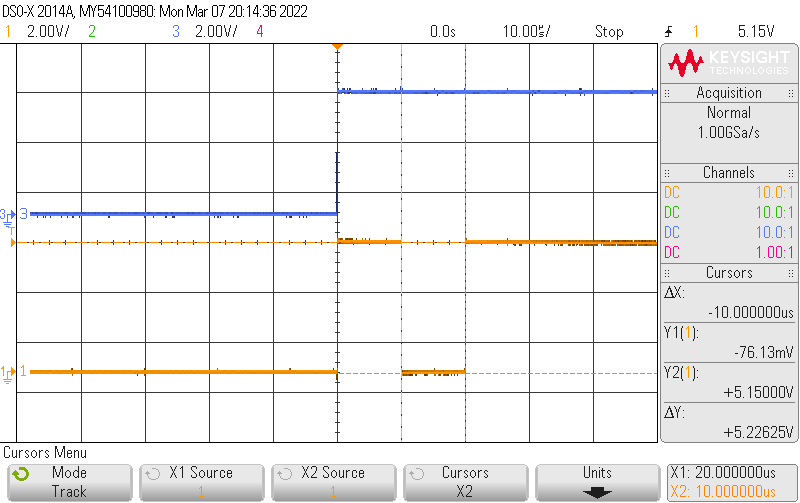 DSO-X 2014A, MY54100980: Mon Mar 07 20:14:36 2022
1 2.00V/ 2 3 2.00V/ 4 0.0s 10.00us/ Stop 1 5.15V
KEYSIGHT
TECHNOLOGIES
Acquisition
Normal
1.00GSa/s
Channels
DC 10.0:1
DC 10.0:1
DC 10.0:1
DC 1.00:1
Cursors
ΔX:
-10.000000us
Y1(1):
-76.13mV
Y2(1):
+5.15000V
ΔY:
+5.22625V
3 3
T
1 1
Cursors Menu
Mode
Track
X1 Source
1
X2 Source
1
Cursors
X2
Units
X1: 20.000000us
X2: 10.000000us